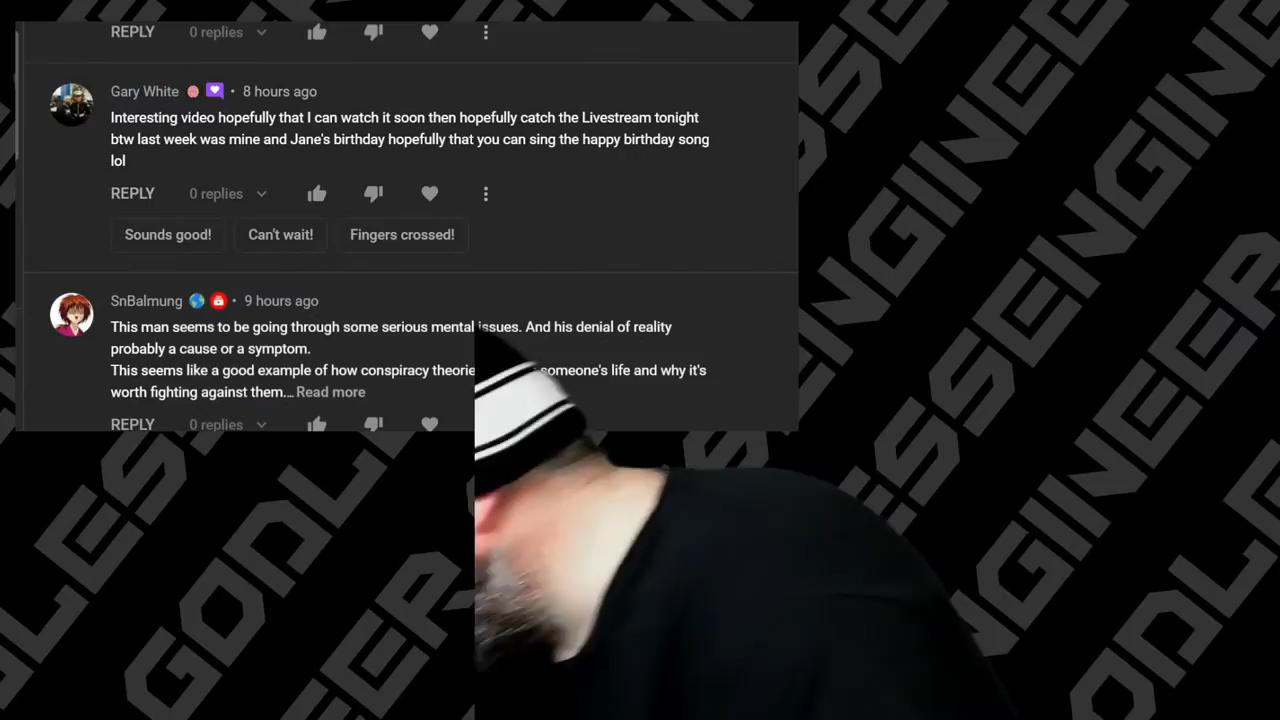 REPLY 0 replies
Gary White • 8 hours ago
Interesting video hopefully that I can watch it soon then hopefully catch the Livestream tonight
btw last week was mine and Jane's birthday hopefully that you can sing the happy birthday song
lol
REPLY 0 replies
Sounds good! Can't wait! Fingers crossed!
SnBalmung • 9 hours ago
This man seems to be going through some serious mental issues. And his denial of reality
probably a cause or a symptom.
This seems like a good example of how conspiracy theorie someone's life and why it's
worth fighting against them... Read more
REPLY 0 replies
GODLESS ENGINEER